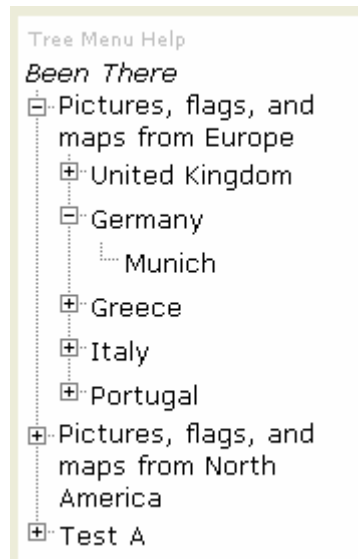 Tree Menu Help
Been There
Pictures, flags, and
maps from Europe
United Kingdom
Germany
Munich
Greece
Italy
Portugal
Pictures, flags, and
maps from North
America
Test A